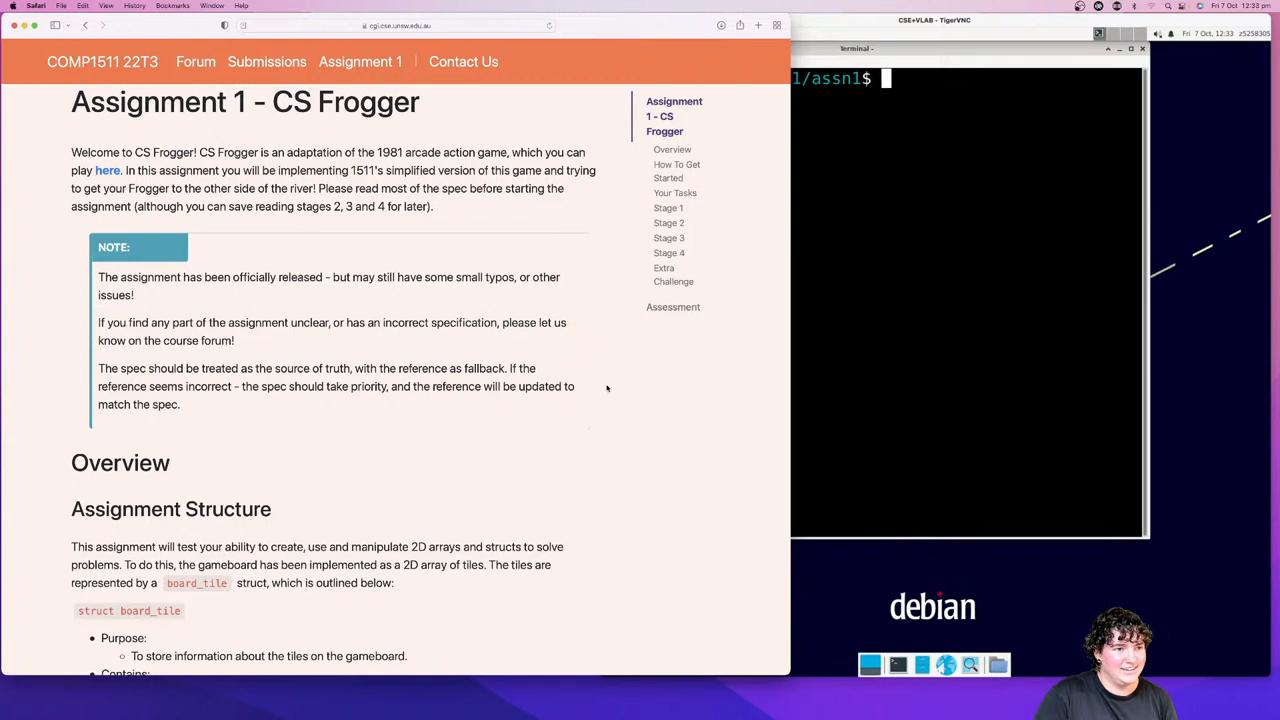 Safari File Edit View History Bookmarks Window Help
Fri 7 Oct 12:33 pm
cgi.cse.unsw.edu.au
CSE+VLAB - TigerVNC
Fri 7 Oct, 12:33 z5258305
Terminal -
COMP1511 22T3 Forum Submissions Assignment 1 Contact Us
1/assn1$
Assignment 1 - CS Frogger
Welcome to CS Frogger! CS Frogger is an adaptation of the 1981 arcade action game, which you can
play here. In this assignment you will be implementing 1511's simplified version of this game and trying
to get your Frogger to the other side of the river! Please read most of the spec before starting the
assignment (although you can save reading stages 2, 3 and 4 for later).
NOTE:
The assignment has been officially released - but may still have some small typos, or other
issues!
If you find any part of the assignment unclear, or has an incorrect specification, please let us
know on the course forum!
The spec should be treated as the source of truth, with the reference as fallback. If the
reference seems incorrect - the spec should take priority, and the reference will be updated to
match the spec.
Overview
Assignment Structure
This assignment will test your ability to create, use and manipulate 2D arrays and structs to solve
problems. To do this, the gameboard has been implemented as a 2D array of tiles. The tiles are
represented by a board_tile struct, which is outlined below:
struct board_tile
• Purpose:
○ To store information about the tiles on the gameboard.
• Contains:
Assignment
1 - CS
Frogger
Overview
How To Get
Started
Your Tasks
Stage 1
Stage 2
Stage 3
Stage 4
Extra
Challenge
Assessment
debian